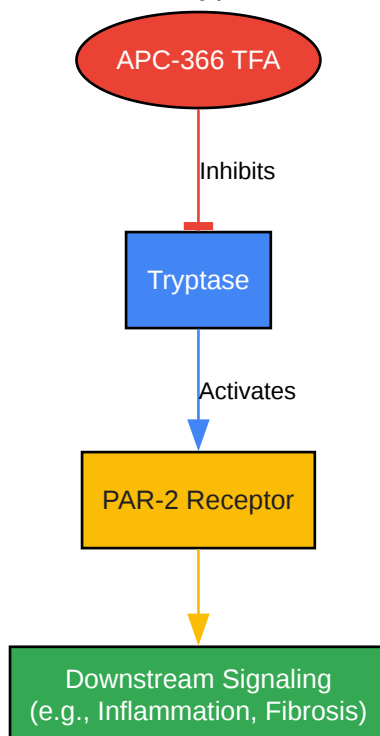 APC-366 TFA
Inhibits
Tryptase
Activates
PAR-2 Receptor
Downstream Signaling
(e.g., Inflammation, Fibrosis)